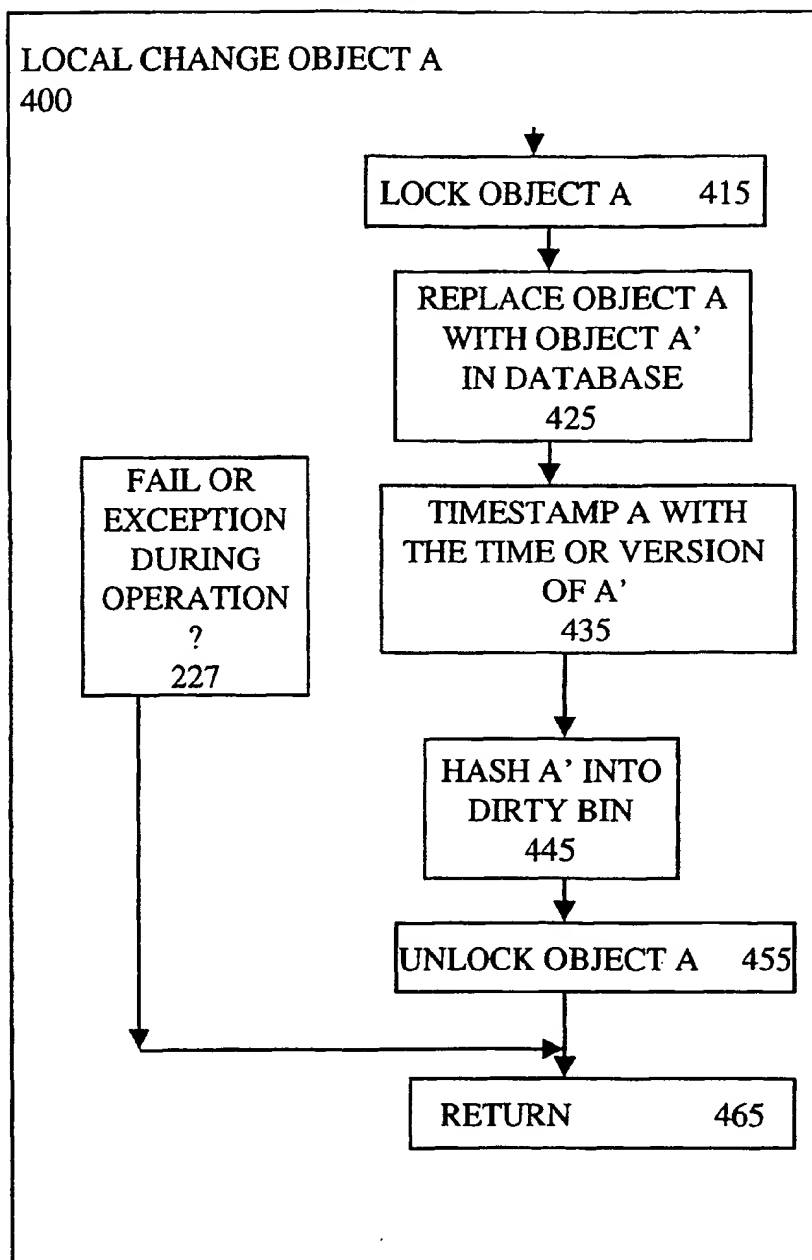 LOCAL CHANGE OBJECT A
400
LOCK OBJECT A 415
REPLACE OBJECT A
WITH OBJECT A’
IN DATABASE
425
FAIL OR
EXCEPTION
DURING
OPERATION
?
227
TIMESTAMP A WITH
THE TIME OR VERSION
OF A’
435
HASH A’ INTO
DIRTY BIN
445
UNLOCK OBJECT A 455
RETURN 465